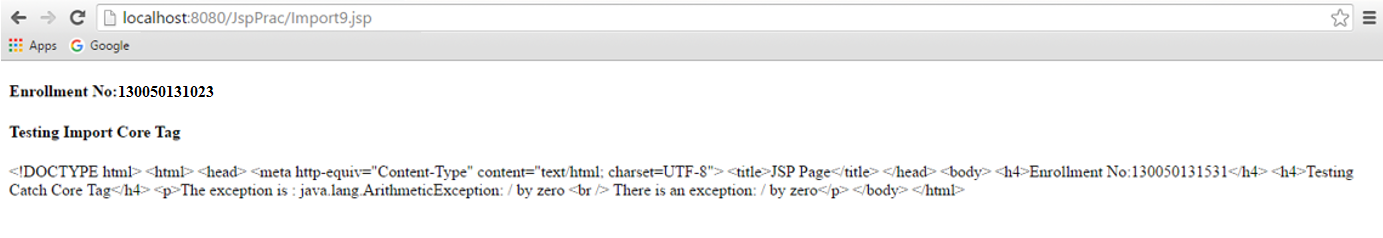 localhost:8080/JspPrac/Import9.jsp
Apps Google
Enrollment No:130050131023
Testing Import Core Tag
<!DOCTYPE html> <html> <head> <meta http-equiv="Content-Type" content="text/html; charset=UTF-8"> <title>JSP Page</title> </head> <body> <h4>Enrollment No:130050131531</h4> <h4>Testing
Catch Core Tag</h4> <p>The exception is : java.lang.ArithmeticException: / by zero <br /> There is an exception: / by zero</p> </body> </html>